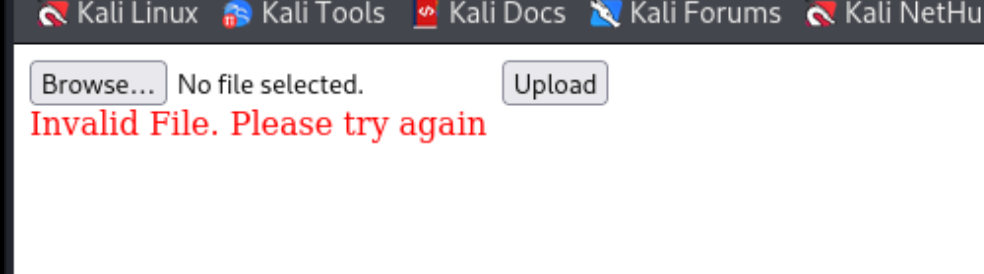 Kali Linux Kali Tools Kali Docs Kali Forums Kali NetHu
Browse... No file selected. Upload
Invalid File. Please try again